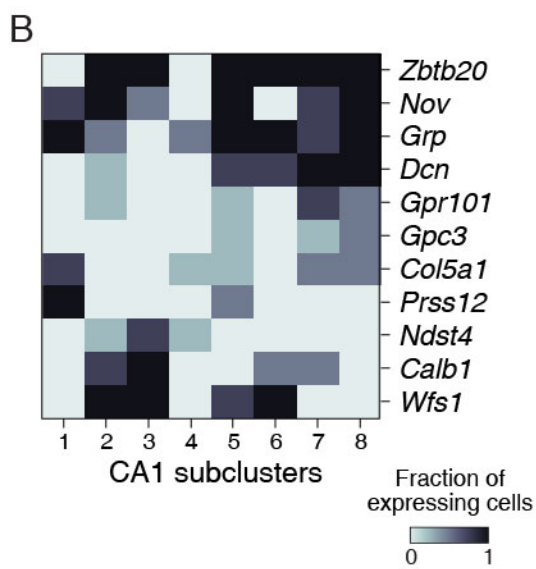 B
Zbtb20
Nov
Grp
Dcn
Gpr101
Gpc3
Col5a1
Prss12
Ndst4
Calb1
Wfs1
1 2 3 4 5 6 7 8
CA1 subclusters
Fraction of
expressing cells
0 1